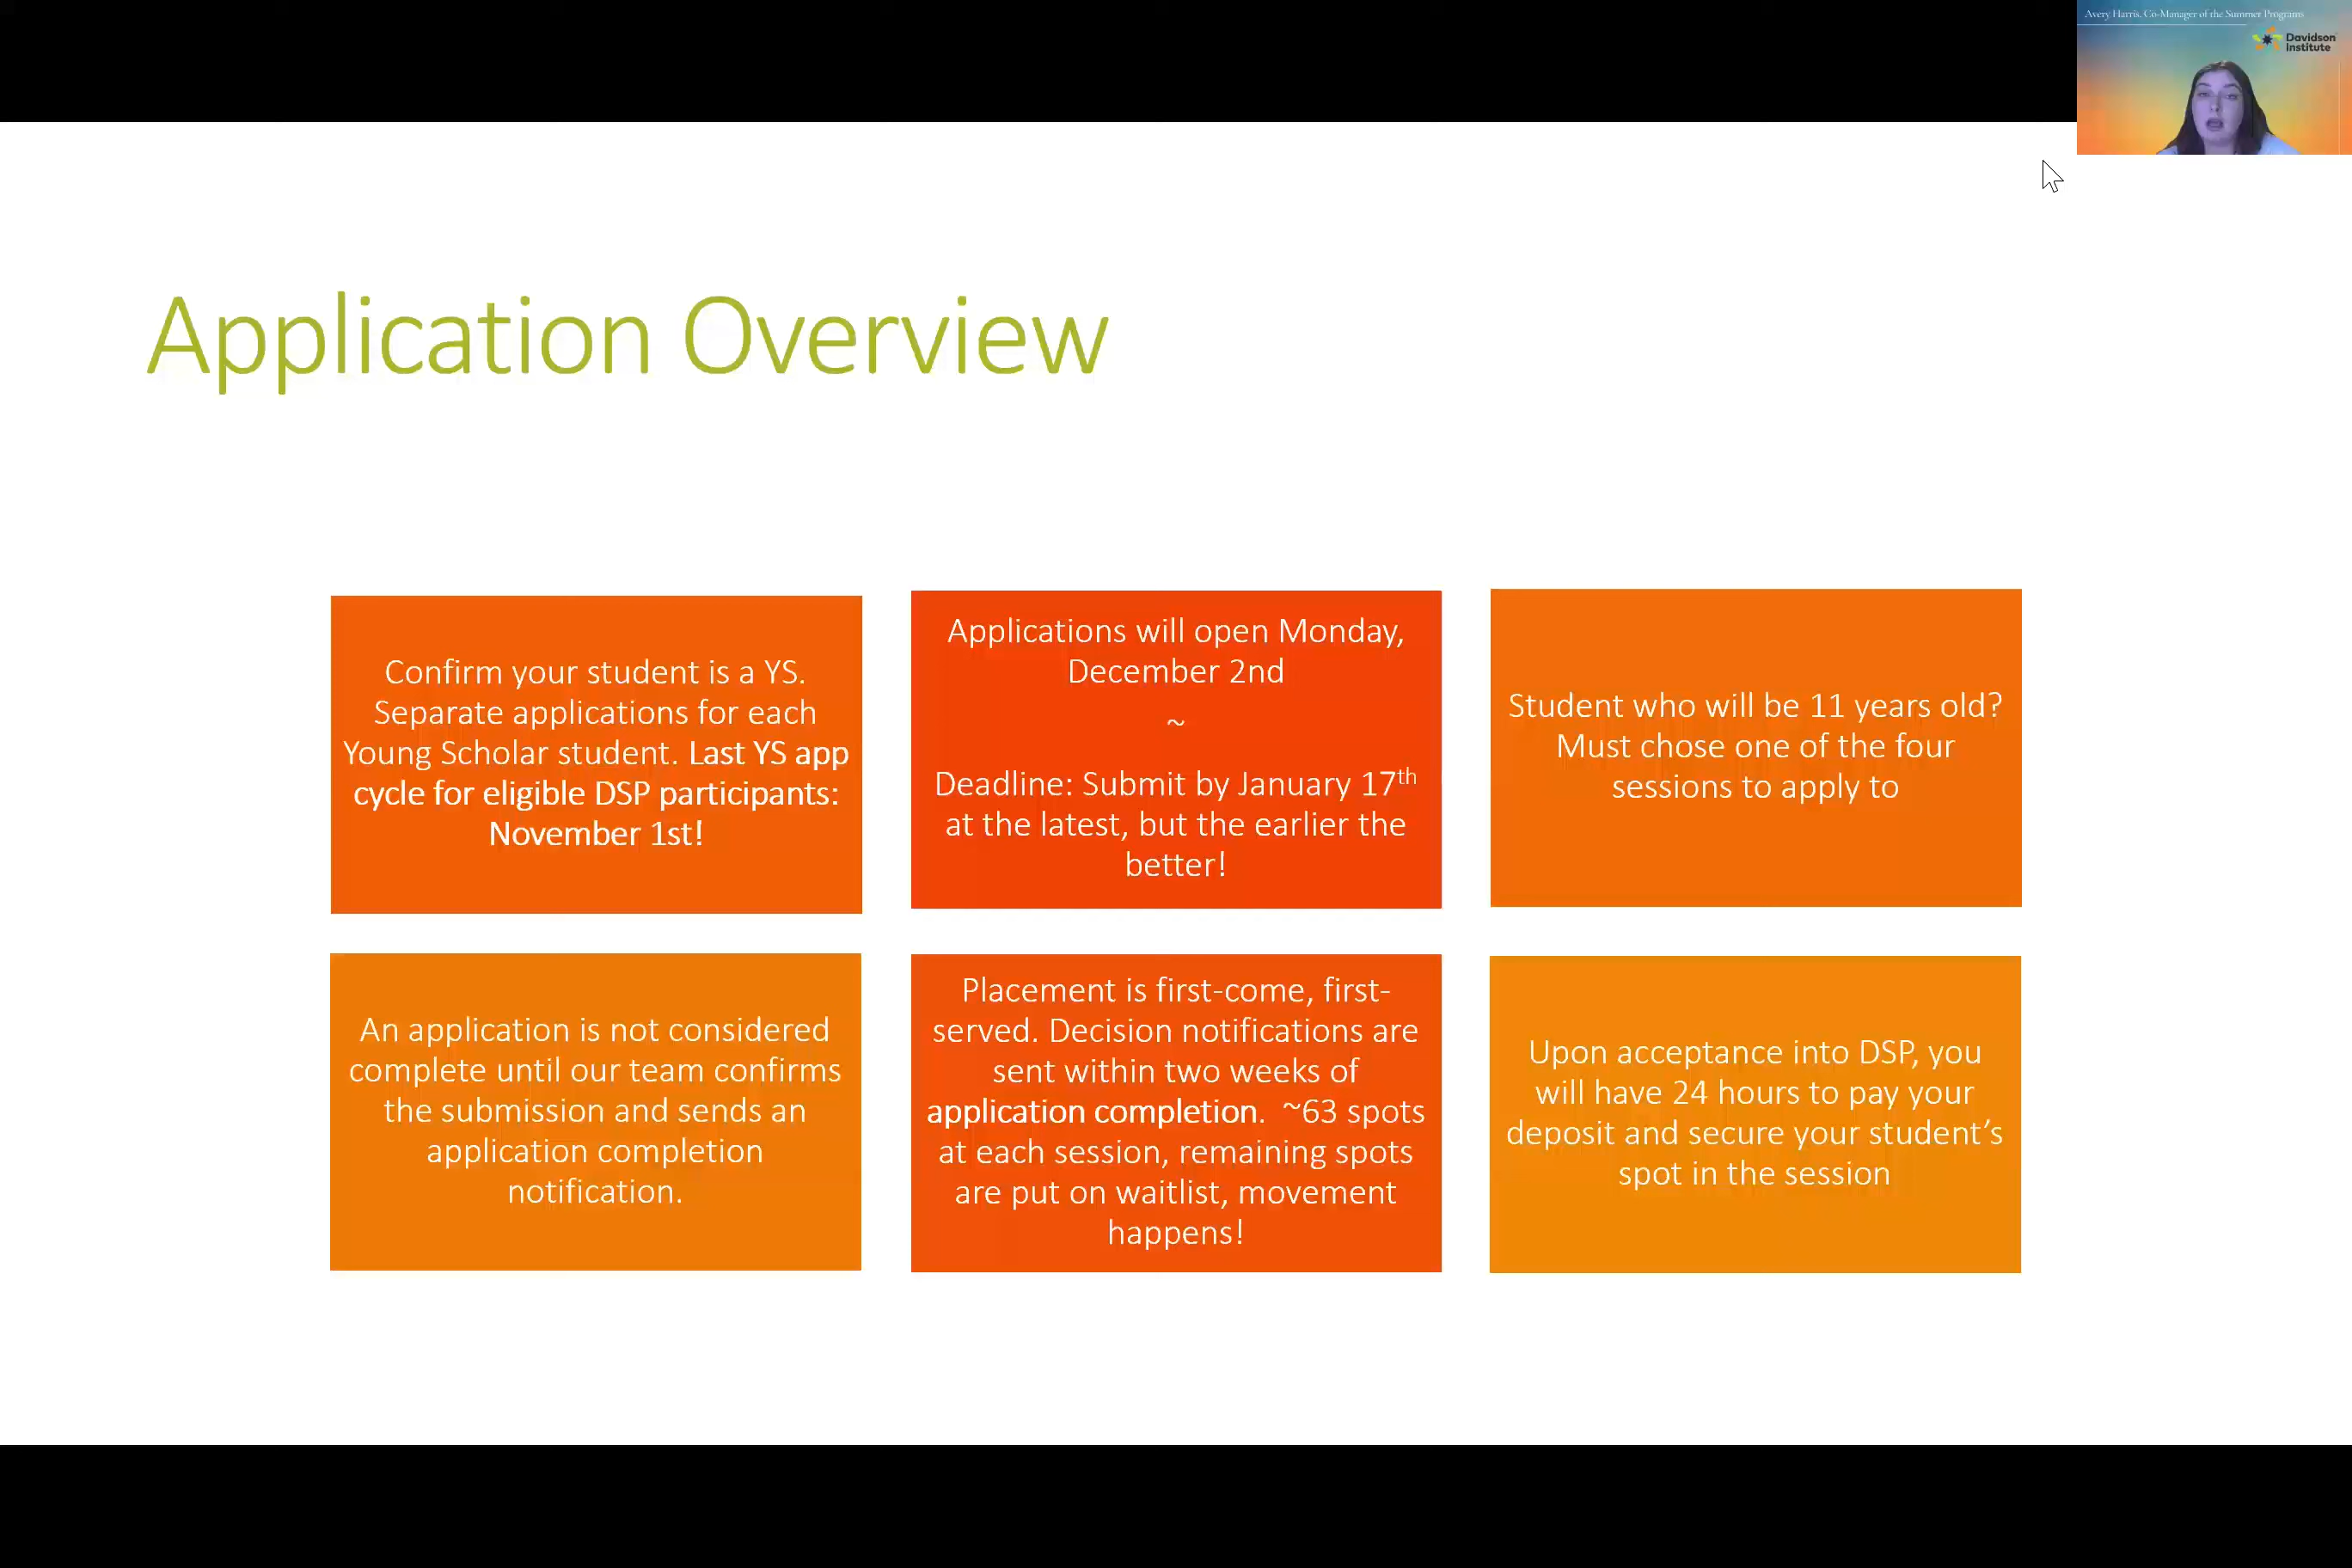 Avery Harris, Co-Manager of the Summer Programs
Davidson
Institute
Application Overview
Confirm your student is a YS.
Separate applications for each
Young Scholar student. Last YS app
cycle for eligible DSP participants:
November 1st!
Applications will open Monday,
December 2nd
~
Deadline: Submit by January 17th
at the latest, but the earlier the
better!
Student who will be 11 years old?
Must chose one of the four
sessions to apply to
An application is not considered
complete until our team confirms
the submission and sends an
application completion
notification.
Placement is first-come, first-
served. Decision notifications are
sent within two weeks of
application completion. ~63 spots
at each session, remaining spots
are put on waitlist, movement
happens!
Upon acceptance into DSP, you
will have 24 hours to pay your
deposit and secure your student’s
spot in the session